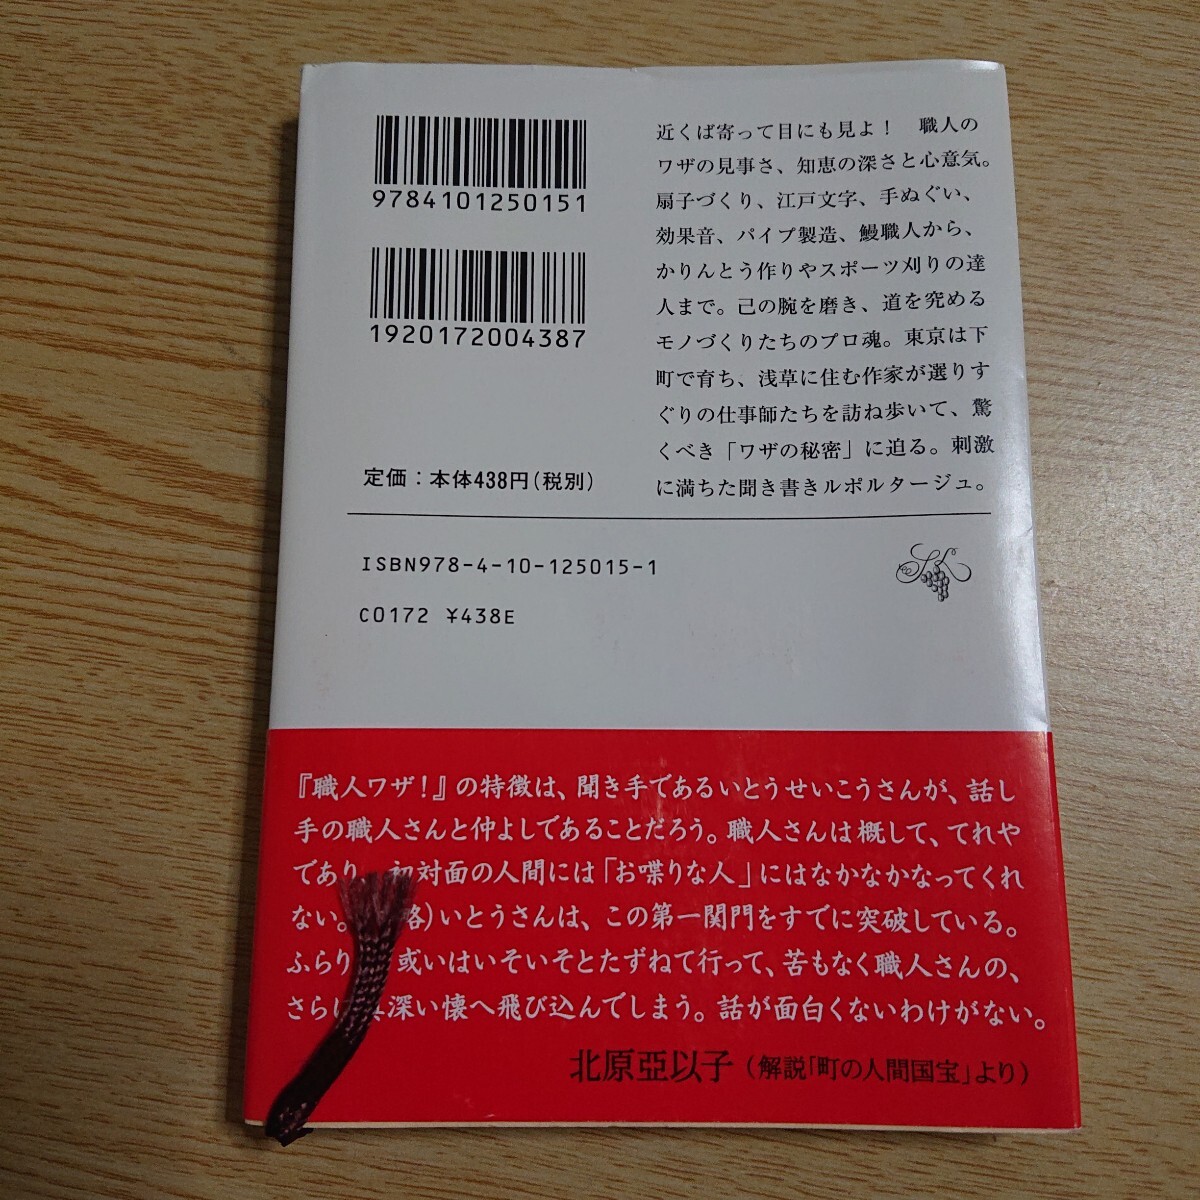 9784101250151
1920172004387
定価：本体438円(税別)
近くば寄って目にも見よ！　職人の
ワザの見事さ、知恵の深さと心意気。
扇子づくり、江戸文字、手ぬぐい、
効果音、パイプ製造、鰻職人から、
かりんとう作りやスポーツ刈りの達
人まで。己の腕を磨き、道を究める
モノづくりたちのプロ魂。東京は下
町で育ち、浅草に住む作家が選りす
ぐりの仕事師たちを訪ね歩いて、驚
くべき「ワザの秘密」に迫る。刺激
に満ちた聞き書きルポルタージュ。
ISBN978-4-10-125015-1
C0172 ¥438E
『職人ワザ！』の特徴は、聞き手であるいとうせいこうさんが、話し
手の職人さんと仲よしであることだろう。職人さんは概して、てれや
であり、初対面の人間には「お喋りな人」にはなかなかなってくれ
ない。略)いとうさんは、この第一関門をすでに突破している。
ふらり 或いはいそいそとたずねて行って、苦もなく職人さんの、
さらに 深い懐へ飛び込んでしまう。話が面白くないわけがない。
北原亞以子（解説「町の人間国宝」より）